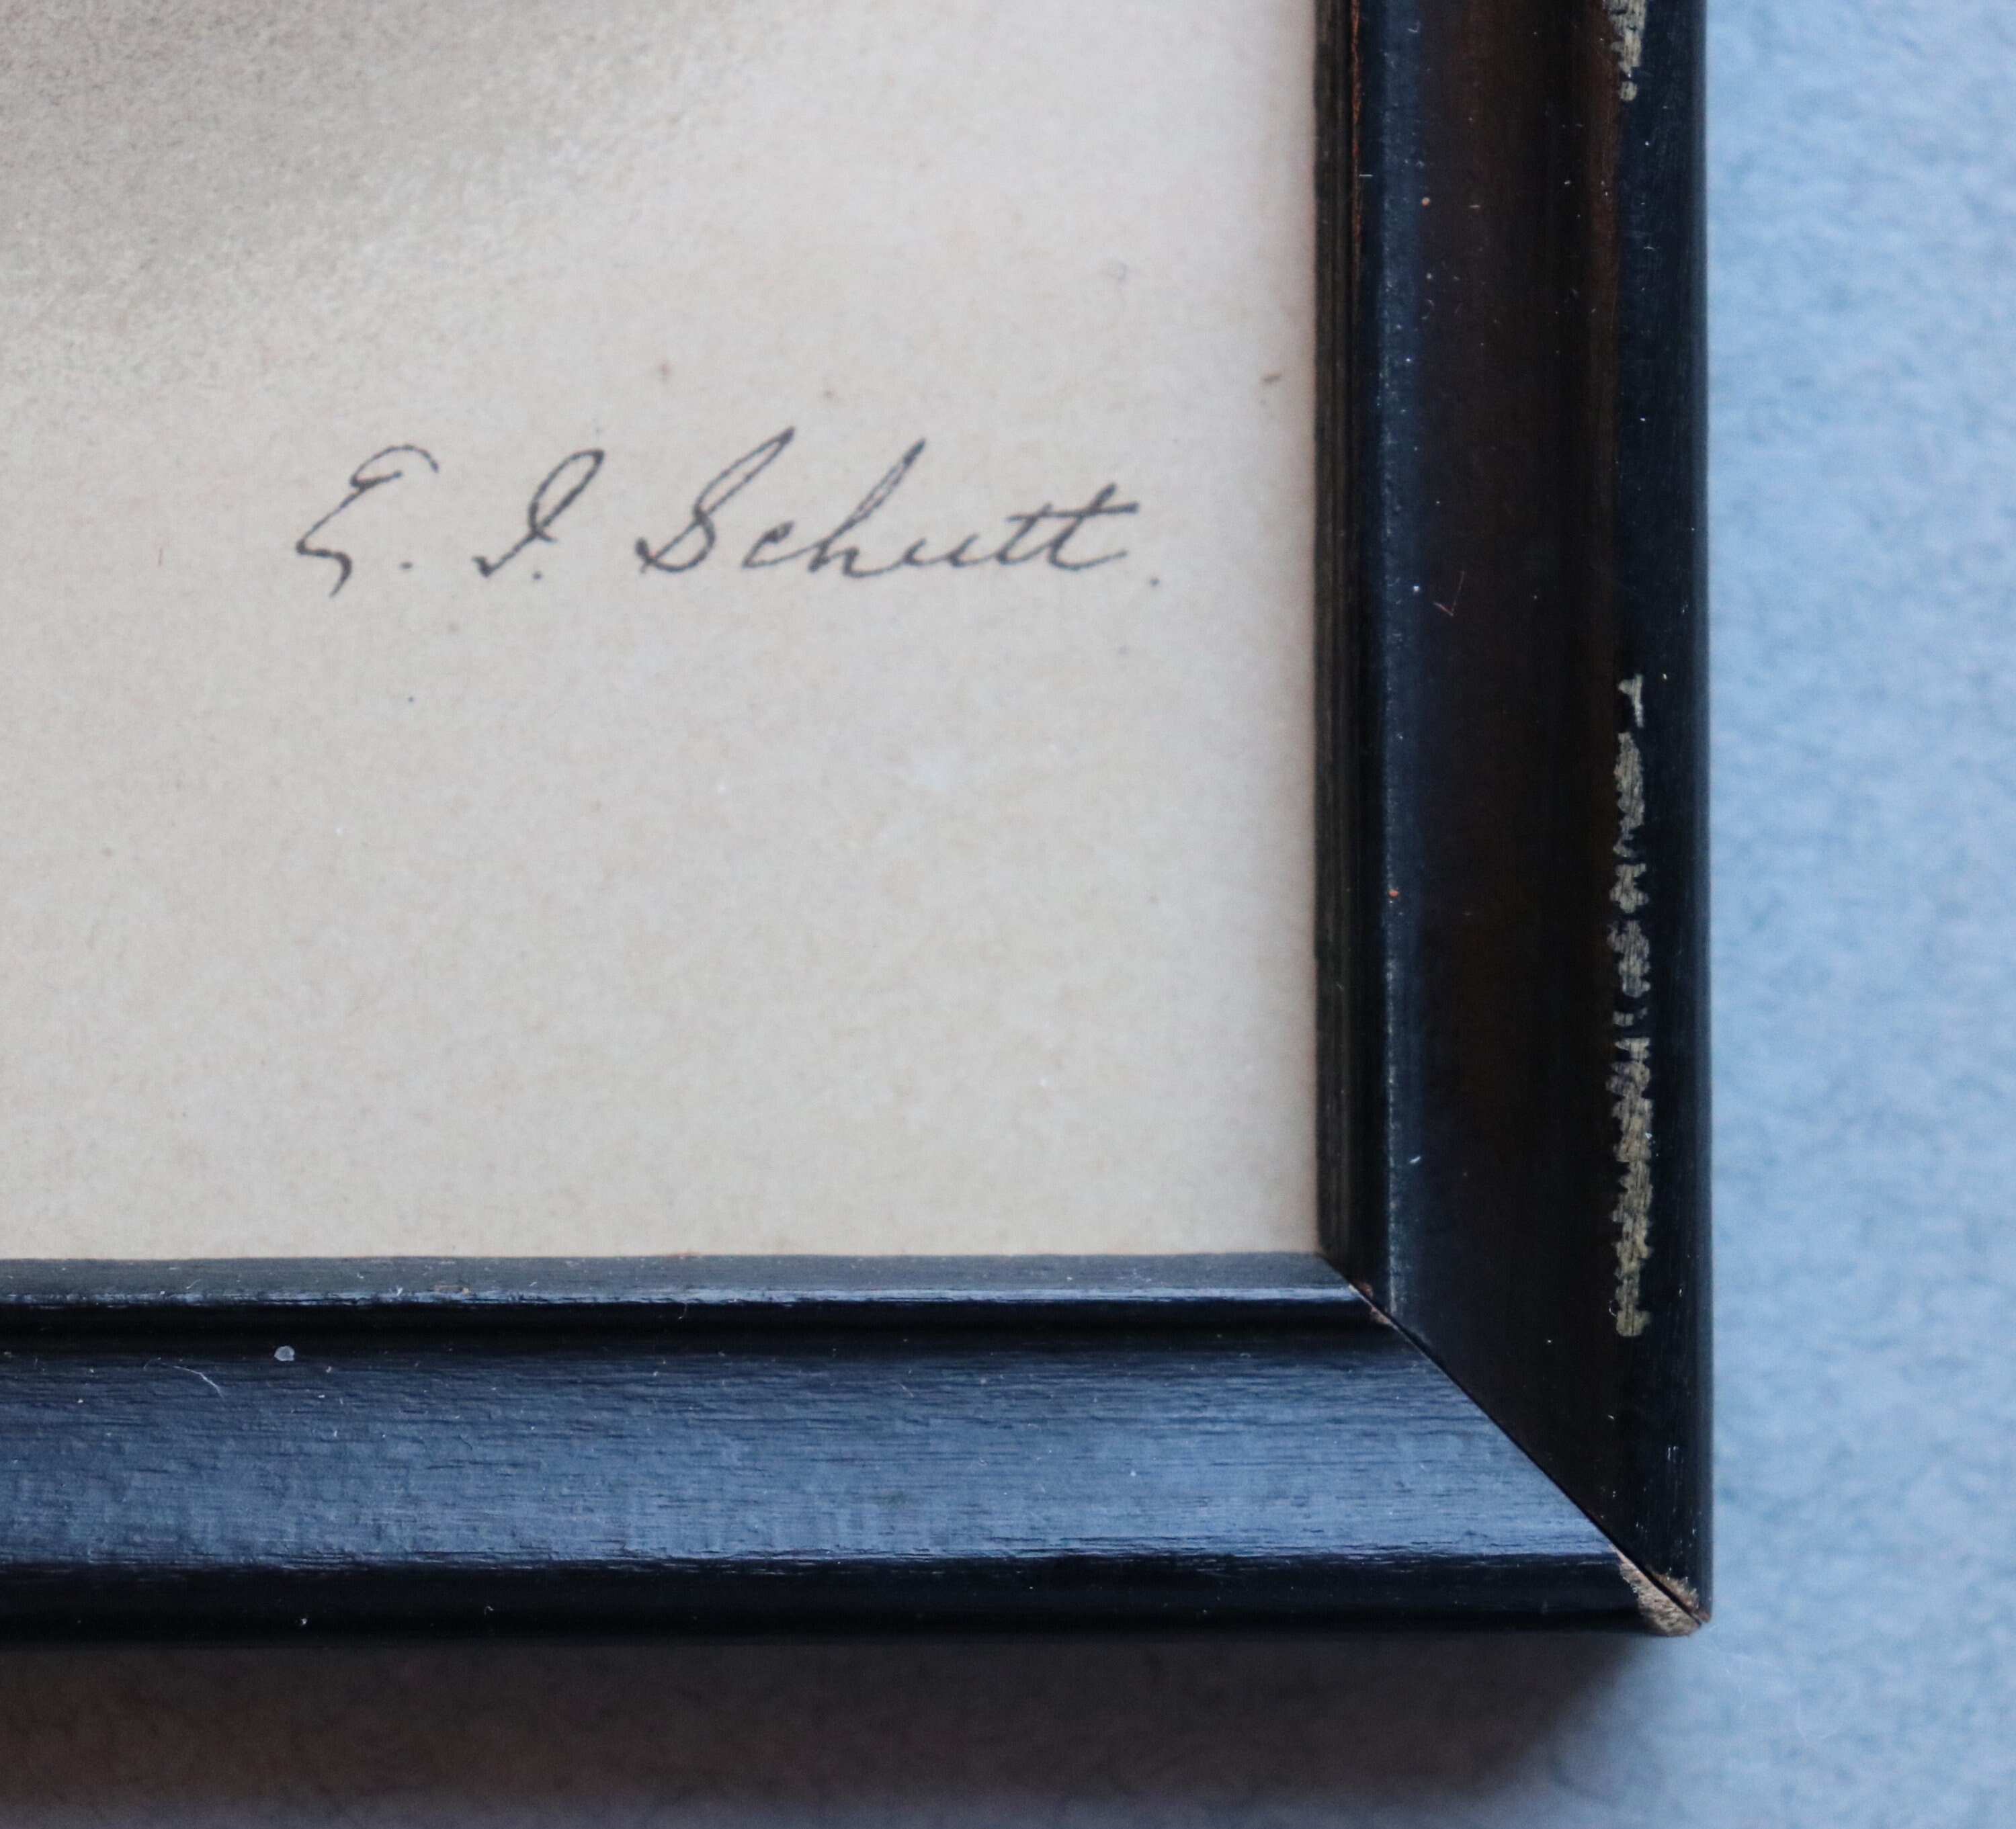 E. I. Schutt.